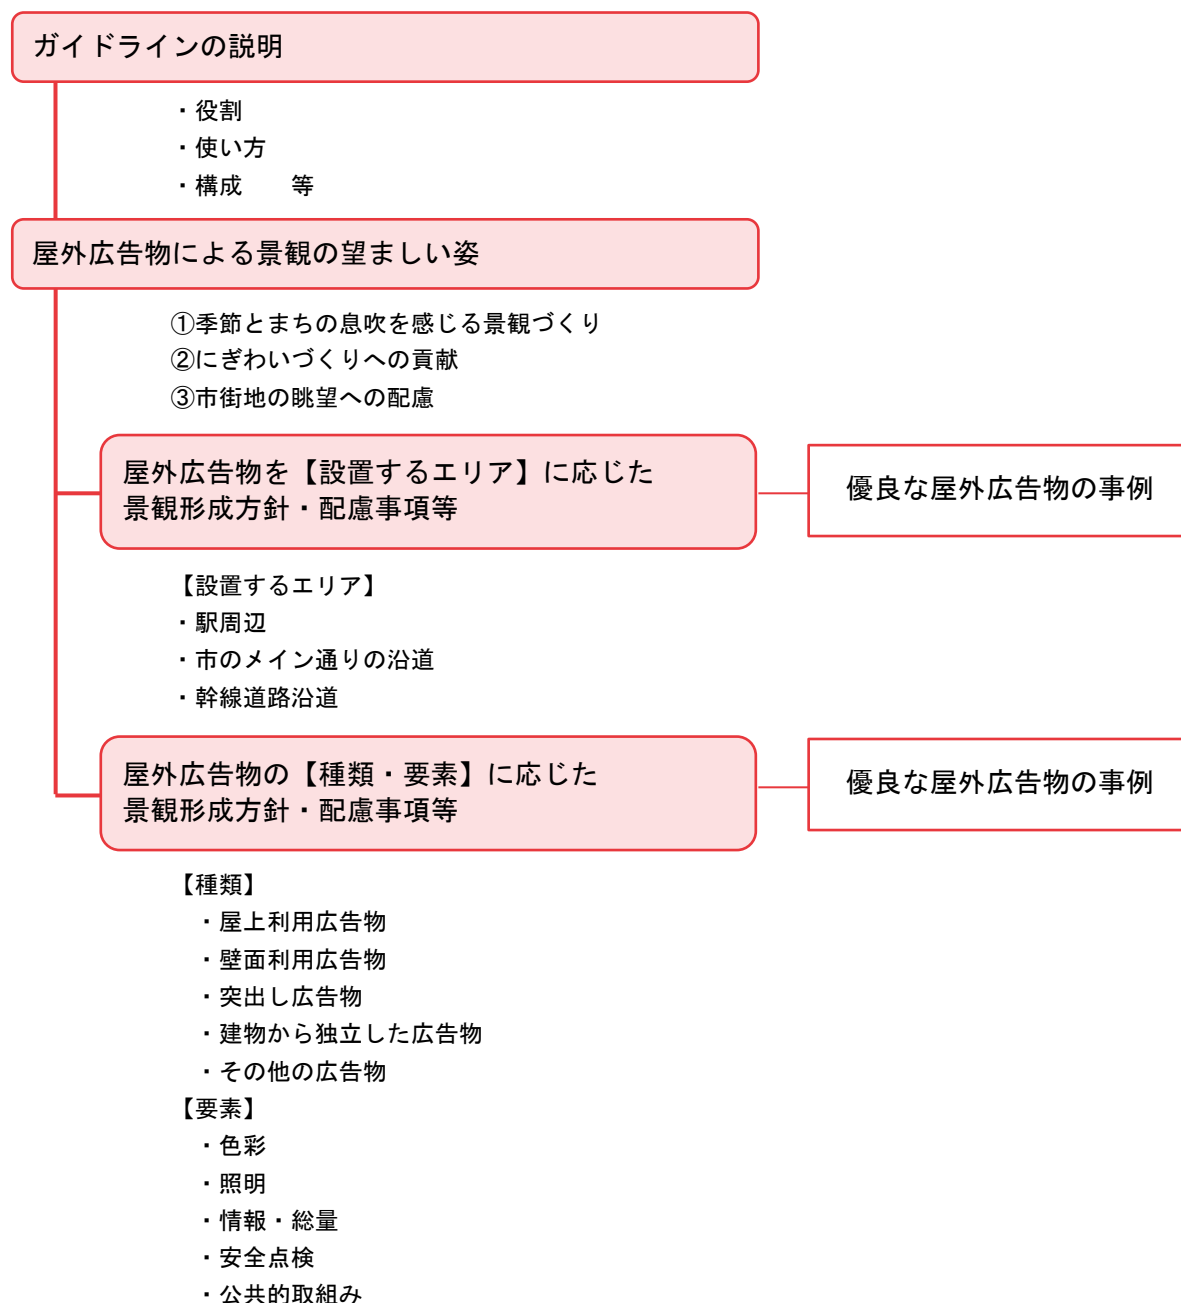 ガイドラインの説明
・役割
・使い方
・構成　　等
屋外広告物による景観の望ましい姿
①季節とまちの息吹を感じる景観づくり
②にぎわいづくりへの貢献
③市街地の眺望への配慮
屋外広告物を【設置するエリア】に応じた
景観形成方針・配慮事項等
優良な屋外広告物の事例
【設置するエリア】
・駅周辺
・市のメイン通りの沿道
・幹線道路沿道
屋外広告物の【種類・要素】に応じた
景観形成方針・配慮事項等
優良な屋外広告物の事例
【種類】
・屋上利用広告物
・壁面利用広告物
・突出し広告物
・建物から独立した広告物
・その他の広告物
【要素】
・色彩
・照明
・情報・総量
・安全点検
・公共的取組み